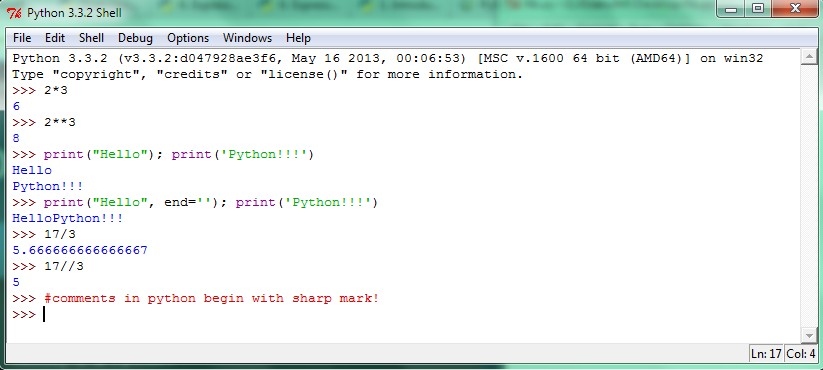 Python 3.3.2 Shell
File Edit Shell Debug Options Windows Help
Python 3.3.2 (v3.3.2:d047928ae3f6, May 16 2013, 00:06:53) [MSC v.1600 64 bit (AMD64)] on win32
Type "copyright", "credits" or "license()" for more information.
>>> 2*3
6
>>> 2**3
8
>>> print("Hello"); print('Python!!!')
Hello
Python!!!
>>> print("Hello", end=''); print('Python!!!')
HelloPython!!!
>>> 17/3
5.666666666666667
>>> 17//3
5
>>> #comments in python begin with sharp mark!
>>>
Ln: 17 Col: 4